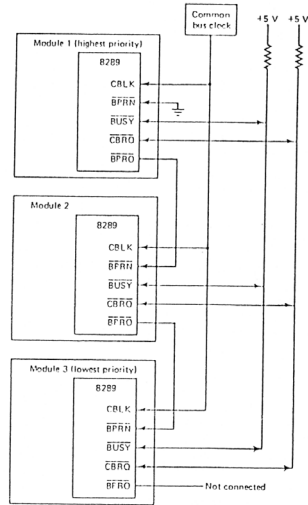 Common
bus clock
+5 V +5 V
Module 1 (highest priority)
8289
CBLK
BPRN
BUSY
CBRQ
BPRO
Module 2
8289
CBLK
BPRN
BUSY
CBRQ
BPRO
Module 3 (lowest priority)
8289
CBLK
BPRN
BUSY
CBRQ
BPRO
Not connected